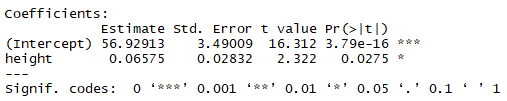 Coefficients:
            Estimate Std. Error t value Pr(>|t|)
(Intercept) 56.92913    3.49009  16.312 3.79e-16 ***
height       0.06575    0.02832   2.322   0.0275 *
---
Signif. codes:  0 ‘***’ 0.001 ‘**’ 0.01 ‘*’ 0.05 ‘.’ 0.1 ‘ ’ 1